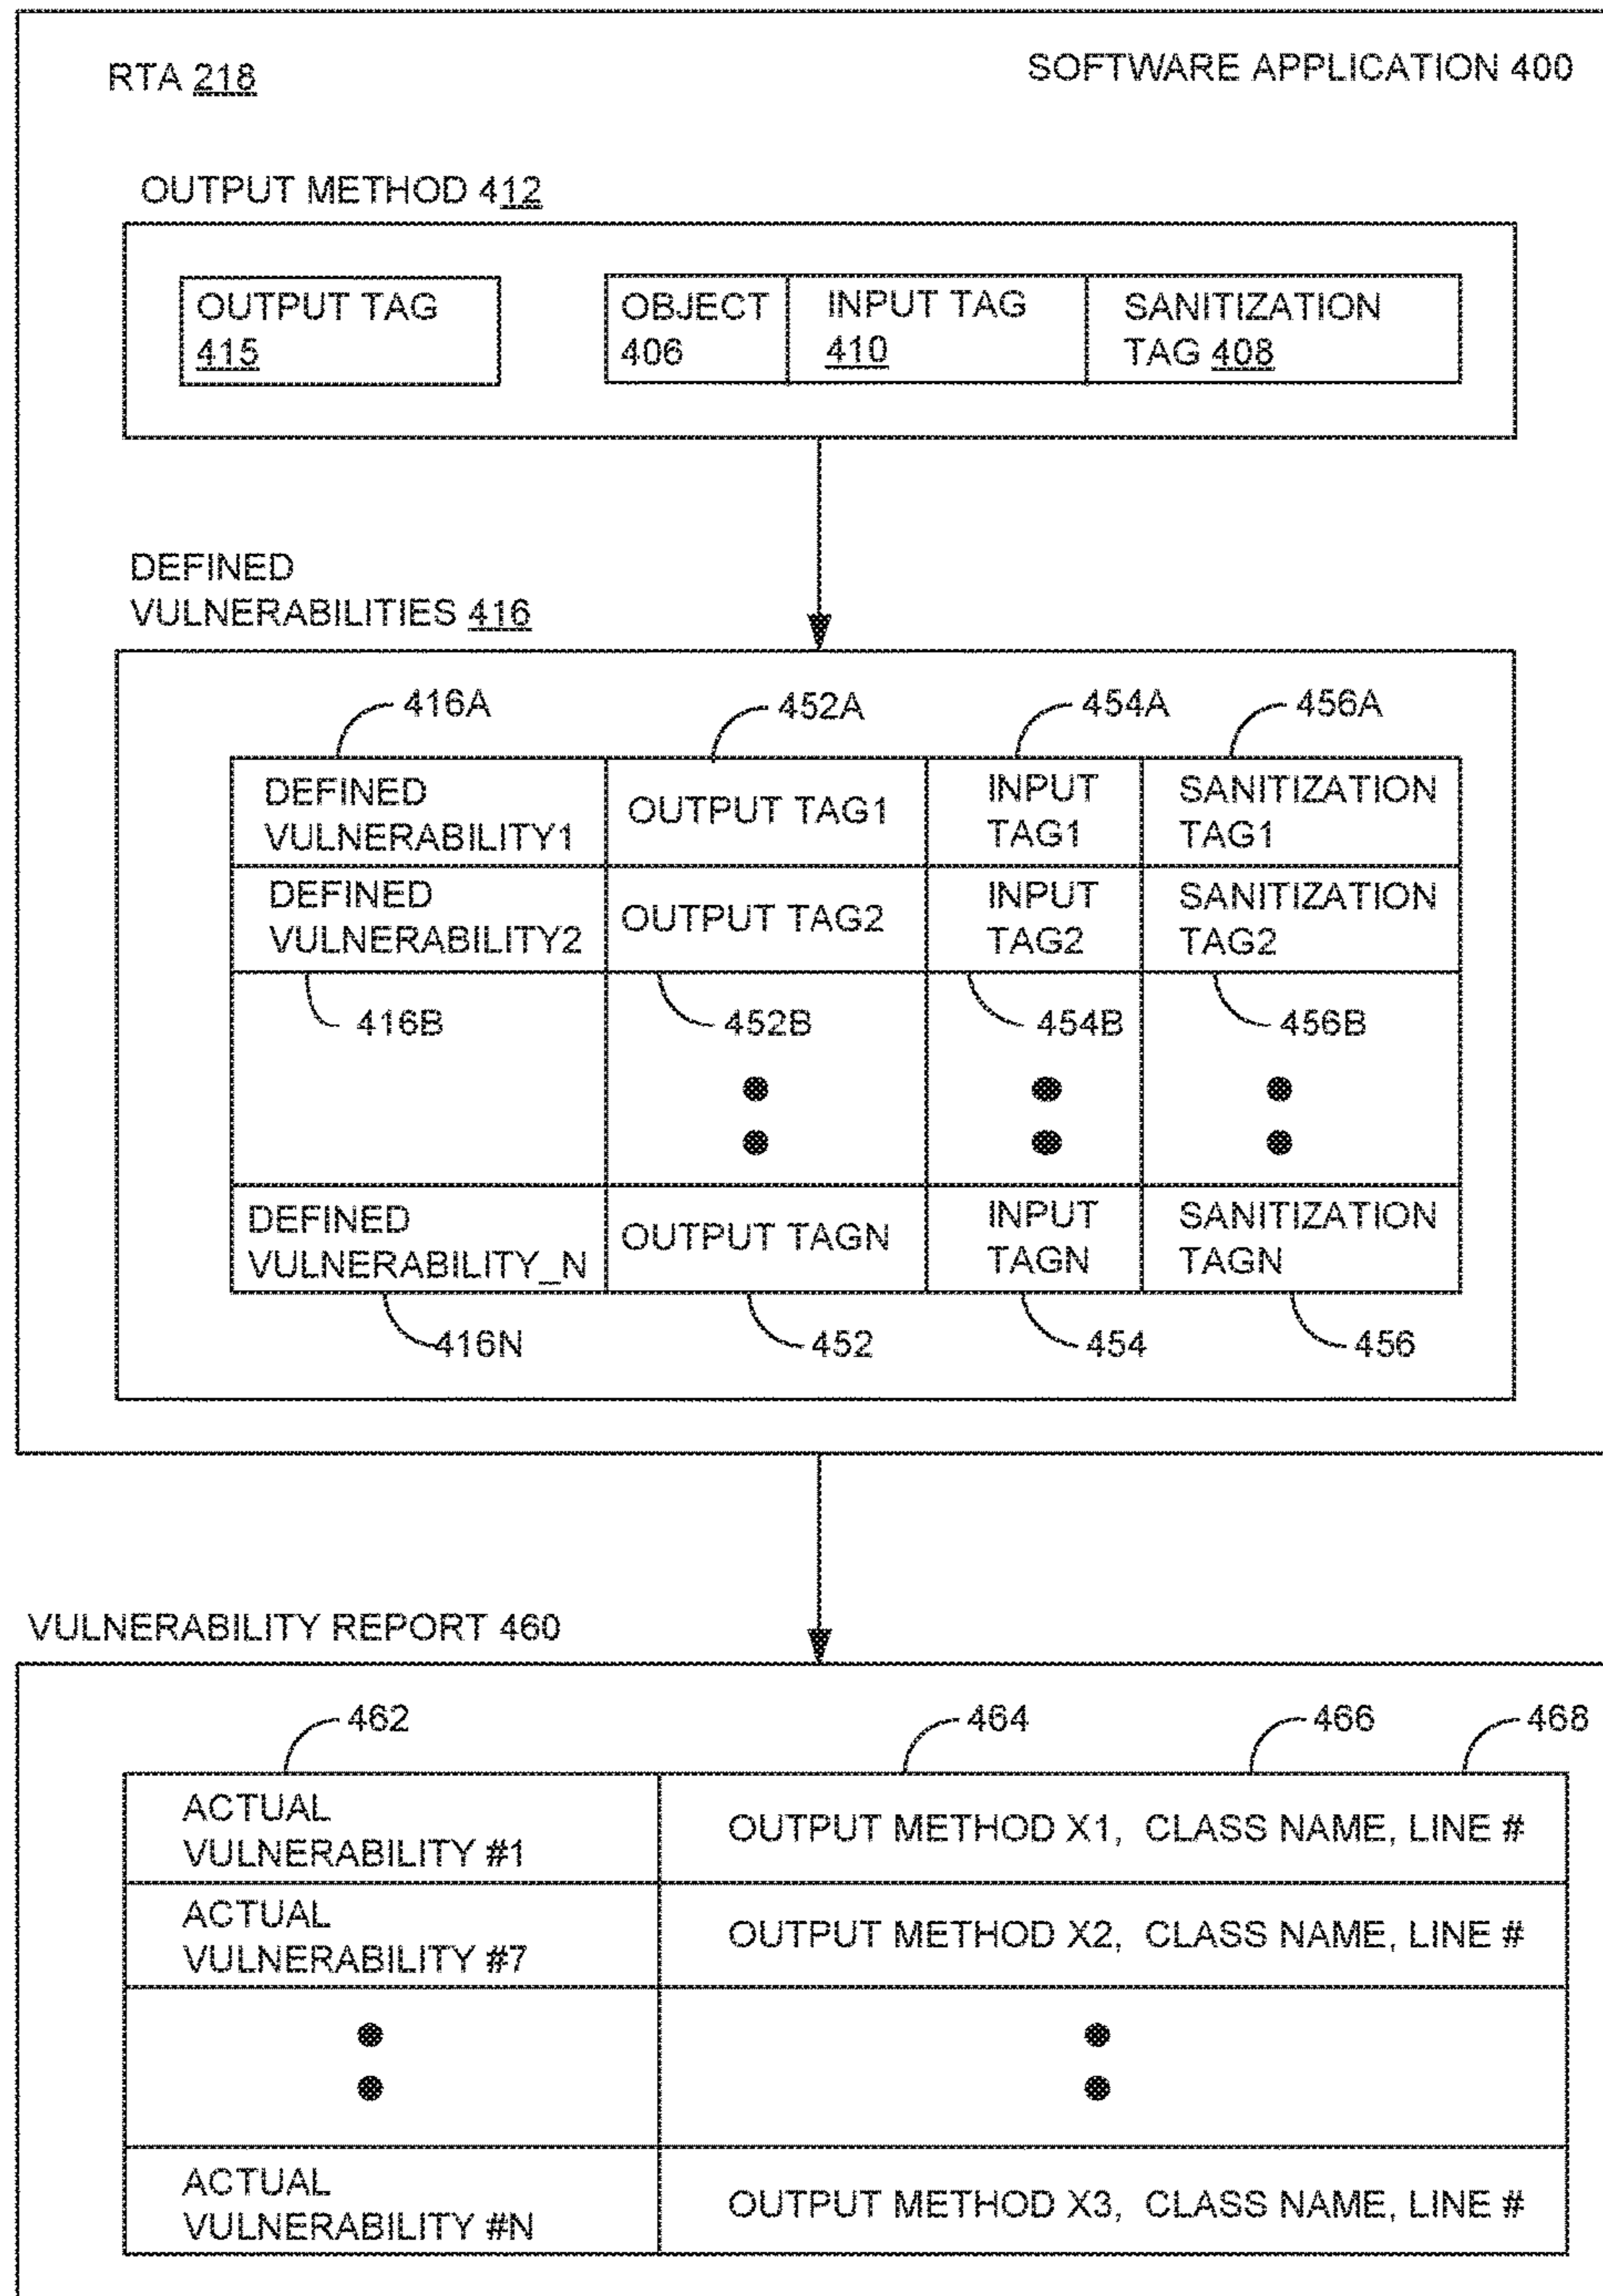 RTA 218
SOFTWARE APPLICATION 400
OUTPUT METHOD 412
OUTPUT TAG
415
OBJECT
406
INPUT TAG
410
SANITIZATION
TAG 408
DEFINED
VULNERABILITIES 416
416A
452A
454A
456A
DEFINED
VULNERABILITY1
OUTPUT TAG1
INPUT
TAG1
SANITIZATION
TAG1
DEFINED
VULNERABILITY2
OUTPUT TAG2
INPUT
TAG2
SANITIZATION
TAG2
416B
452B
454B
456B
DEFINED
VULNERABILITY_N
OUTPUT TAGN
INPUT
TAGN
SANITIZATION
TAGN
416N
452
454
456
VULNERABILITY REPORT 460
462
464
466
468
ACTUAL
VULNERABILITY #1
OUTPUT METHOD X1, CLASS NAME, LINE #
ACTUAL
VULNERABILITY #7
OUTPUT METHOD X2, CLASS NAME, LINE #
ACTUAL
VULNERABILITY #N
OUTPUT METHOD X3, CLASS NAME, LINE #